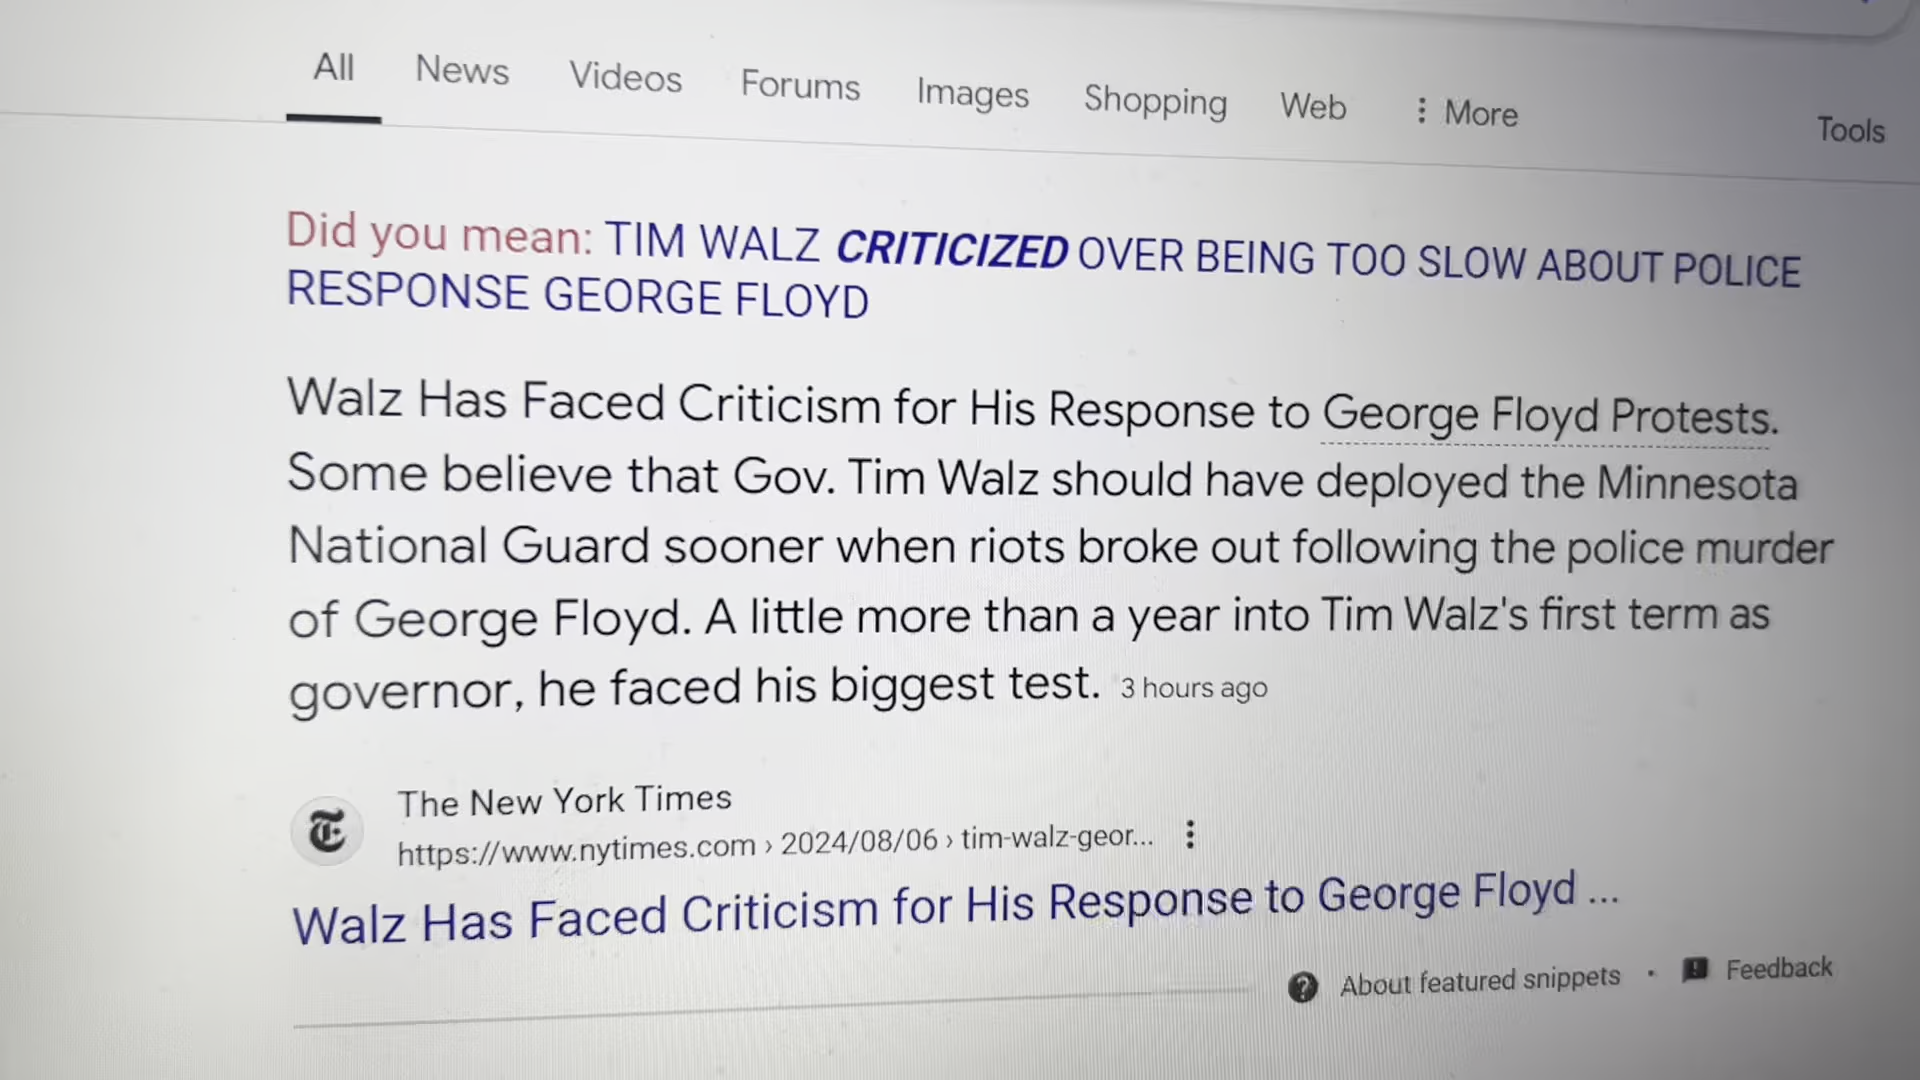 All News Videos Forums Images Shopping Web More Tools
Did you mean: TIM WALZ CRITICIZED OVER BEING TOO SLOW ABOUT POLICE
RESPONSE GEORGE FLOYD
Walz Has Faced Criticism for His Response to George Floyd Protests.
Some believe that Gov. Tim Walz should have deployed the Minnesota
National Guard sooner when riots broke out following the police murder
of George Floyd. A little more than a year into Tim Walz's first term as
governor, he faced his biggest test. 3 hours ago
The New York Times
https://www.nytimes.com › 2024/08/06 › tim-walz-geor...
Walz Has Faced Criticism for His Response to George Floyd ...
About featured snippets · Feedback